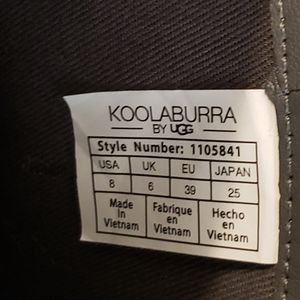 KOOLABURRA
BY UGG
Style Number: 1105841
USA UK EU JAPAN
8 6 39 25
Made in Vietnam Fabrique en Vietnam Hecho en Vietnam